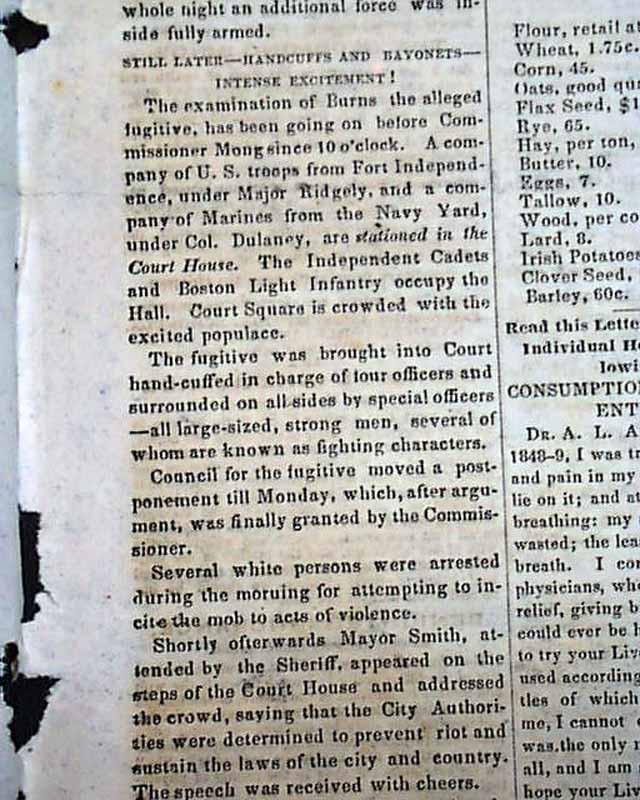 whole night an additional force was in-
side fully armed.
STILL LATER—HANDCUFFS AND BAYONETS—
INTENSE EXCITEMENT!
The examination of Burns the alleged
fugitive, has been going on before Com-
missioner Mong since 10 o'clock. A com-
pany of U. S. troops from Fort Independ-
ence, under Major Ridgely, and a com-
pany of Marines from the Navy Yard,
under Col. Dulaney, are stationed in the
Court House. The Independent Cadets
and Boston Light Infantry occupy the
Hall. Court Square is crowded with the
excited populace.
The fugitive was brought into Court
hand-cuffed in charge of four officers and
surrounded on all sides by special officers
—all large-sized, strong men, several of
whom are known as fighting characters.
Council for the fugitive moved a post-
ponement till Monday, which, after argu-
ment, was finally granted by the Commis-
sioner.
Several white persons were arrested
during the moruing for attempting to in-
cite the mob to acts of violence.
Shortly ofterwards Mayor Smith, at-
tended by the Sheriff, appeared on the
steps of the Court House and addressed
the crowd, saying that the City Authori-
ties were determined to prevent riot and
sustain the laws of the city and country.
The speech was received with cheers.
Flour, retail at
Wheat, 1.75c.
Corn, 45.
Oats, good qu
Flax Seed, $1
Rye, 65.
Hay, per ton,
Butter, 10.
Eggs, 7.
Tallow, 10.
Wood, per co
Lard, 8.
Irish Potatoes
Clover Seed,
Barley, 60c.
Read this Lette
Individual H
Iowi
CONSUMPTIO
ENT
DR. A. L. A
1848-9, I was tr
and pain in my
lie on it; and at
breathing: my
wasted; the lea
breath. I co
physicians, wh
relief, giving b
could ever be h
to try your Liv
used according
tles of which
me, I cannot
was the only r
all, and I am
hope your Liv